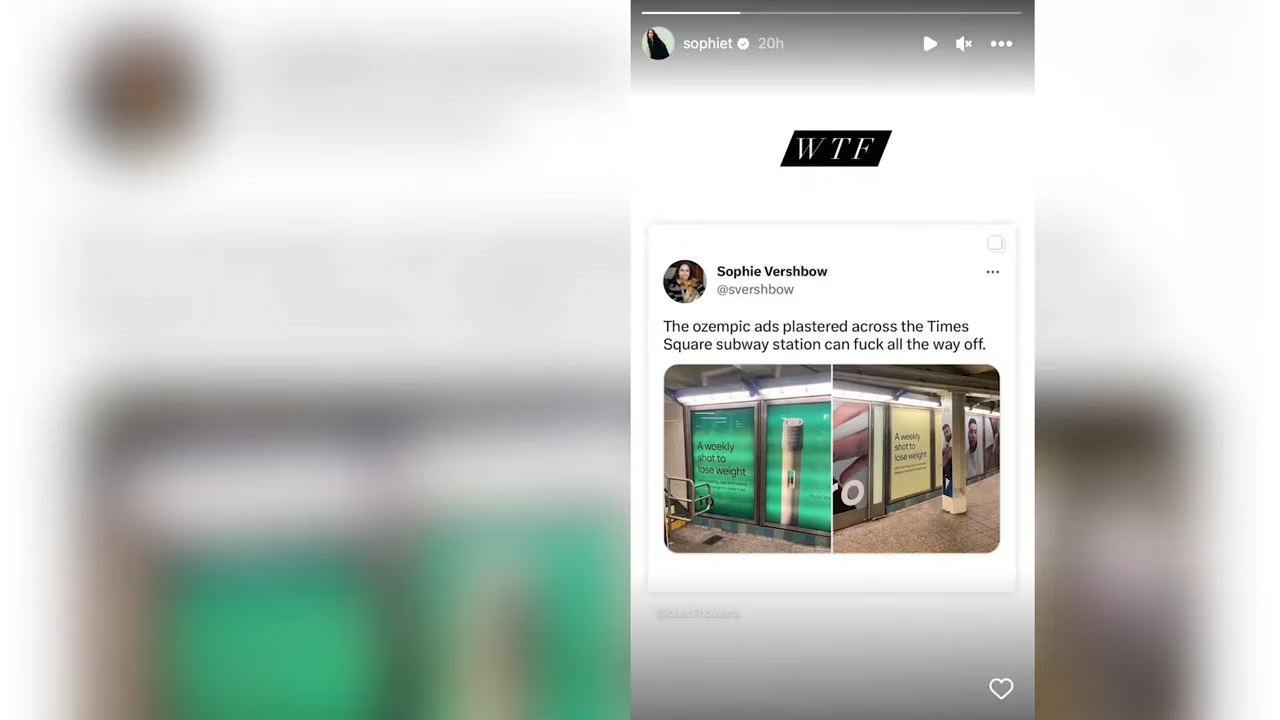 sophiet 20h
WTF
Sophie Vershbow
@svershbow
The ozempic ads plastered across the Times
Square subway station can fuck all the way off.
A weekly
shot to
lose weight
A weekly
shot to
lose weight